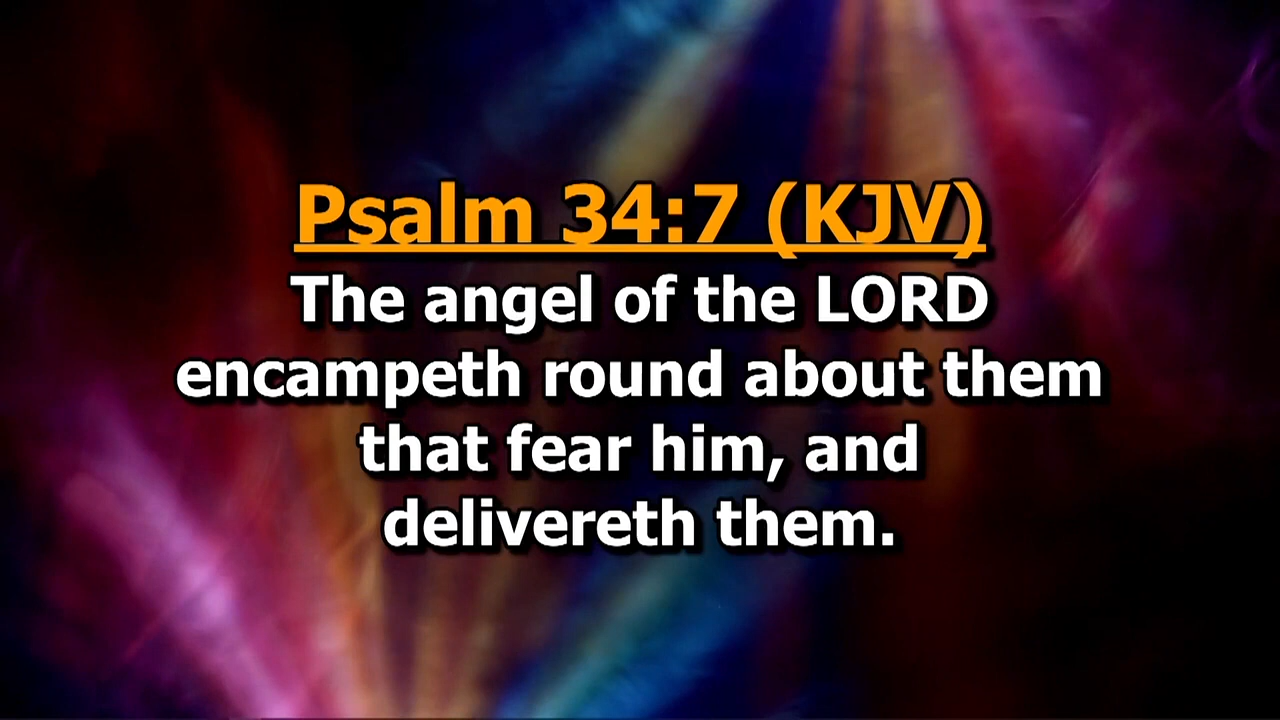 Psalm 34:7 (KJV)
The angel of the LORD
encampeth round about them
that fear him, and
delivereth them.